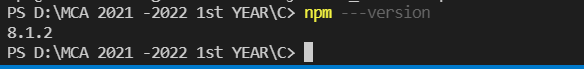 PS D:\MCA 2021 -2022 1st YEAR\C> npm ---version
8.1.2
PS D:\MCA 2021 -2022 1st YEAR\C>